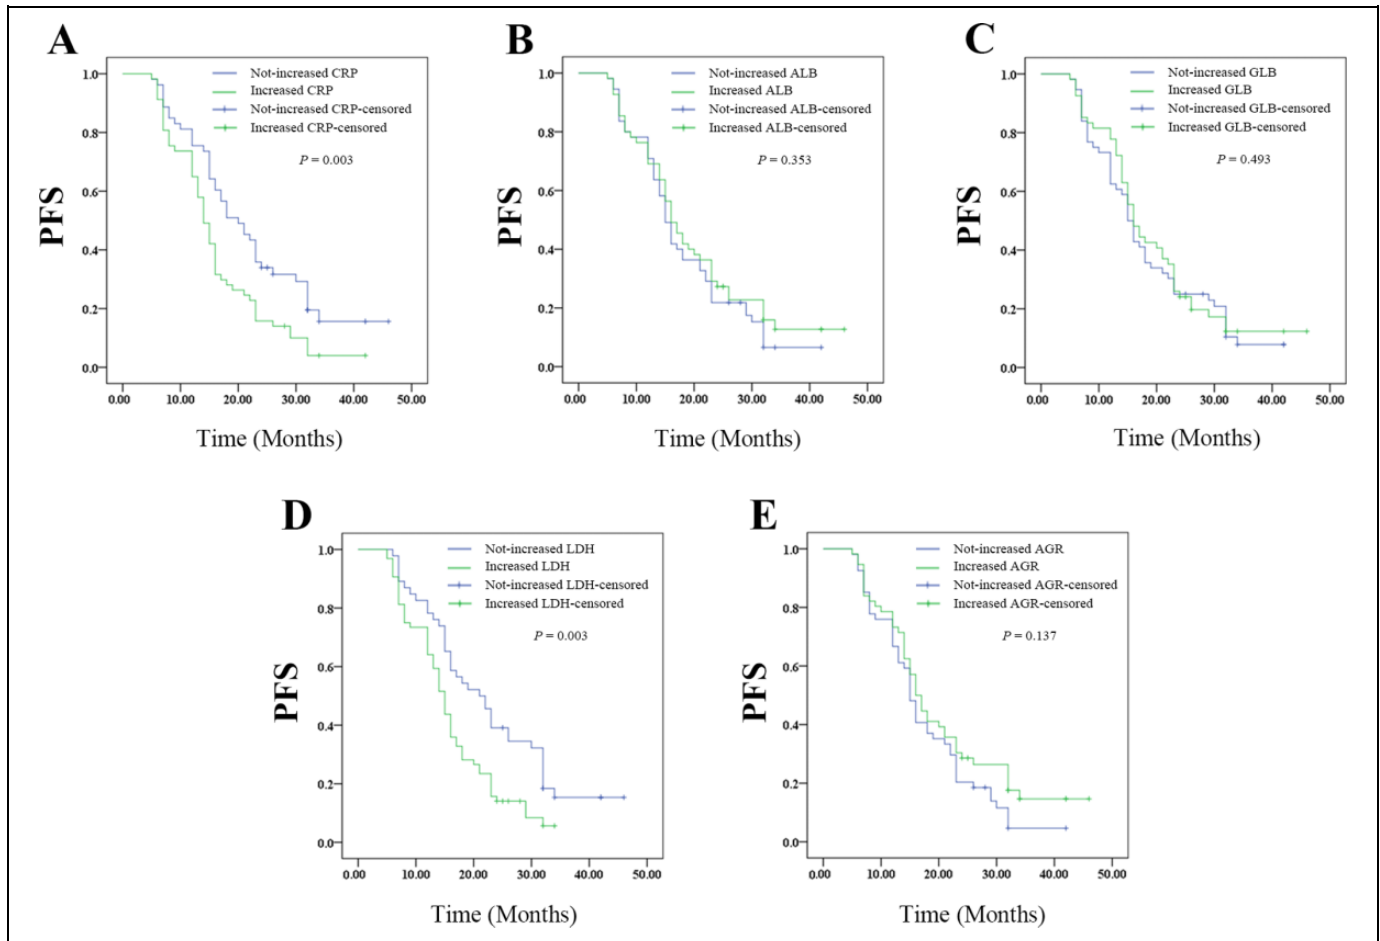 A
Not-increased CRP
Increased CRP
Not-increased CRP-censored
Increased CRP-censored
P = 0.003
PFS
1.0
0.8
0.6
0.4
0.2
0.0
0.00 10.00 20.00 30.00 40.00 50.00
Time (Months)
B
Not-increased ALB
Increased ALB
Not-increased ALB-censored
Increased ALB-censored
P = 0.353
PFS
1.0
0.8
0.6
0.4
0.2
0.0
0.00 10.00 20.00 30.00 40.00 50.00
Time (Months)
C
Not-increased GLB
Increased GLB
Not-increased GLB-censored
Increased GLB-censored
P = 0.493
PFS
1.0
0.8
0.6
0.4
0.2
0.0
0.00 10.00 20.00 30.00 40.00 50.00
Time (Months)
D
Not-increased LDH
Increased LDH
Not-increased LDH-censored
Increased LDH-censored
P = 0.003
PFS
1.0
0.8
0.6
0.4
0.2
0.0
0.00 10.00 20.00 30.00 40.00 50.00
Time (Months)
E
Not-increased AGR
Increased AGR
Not-increased AGR-censored
Increased AGR-censored
P = 0.137
PFS
1.0
0.8
0.6
0.4
0.2
0.0
0.00 10.00 20.00 30.00 40.00 50.00
Time (Months)